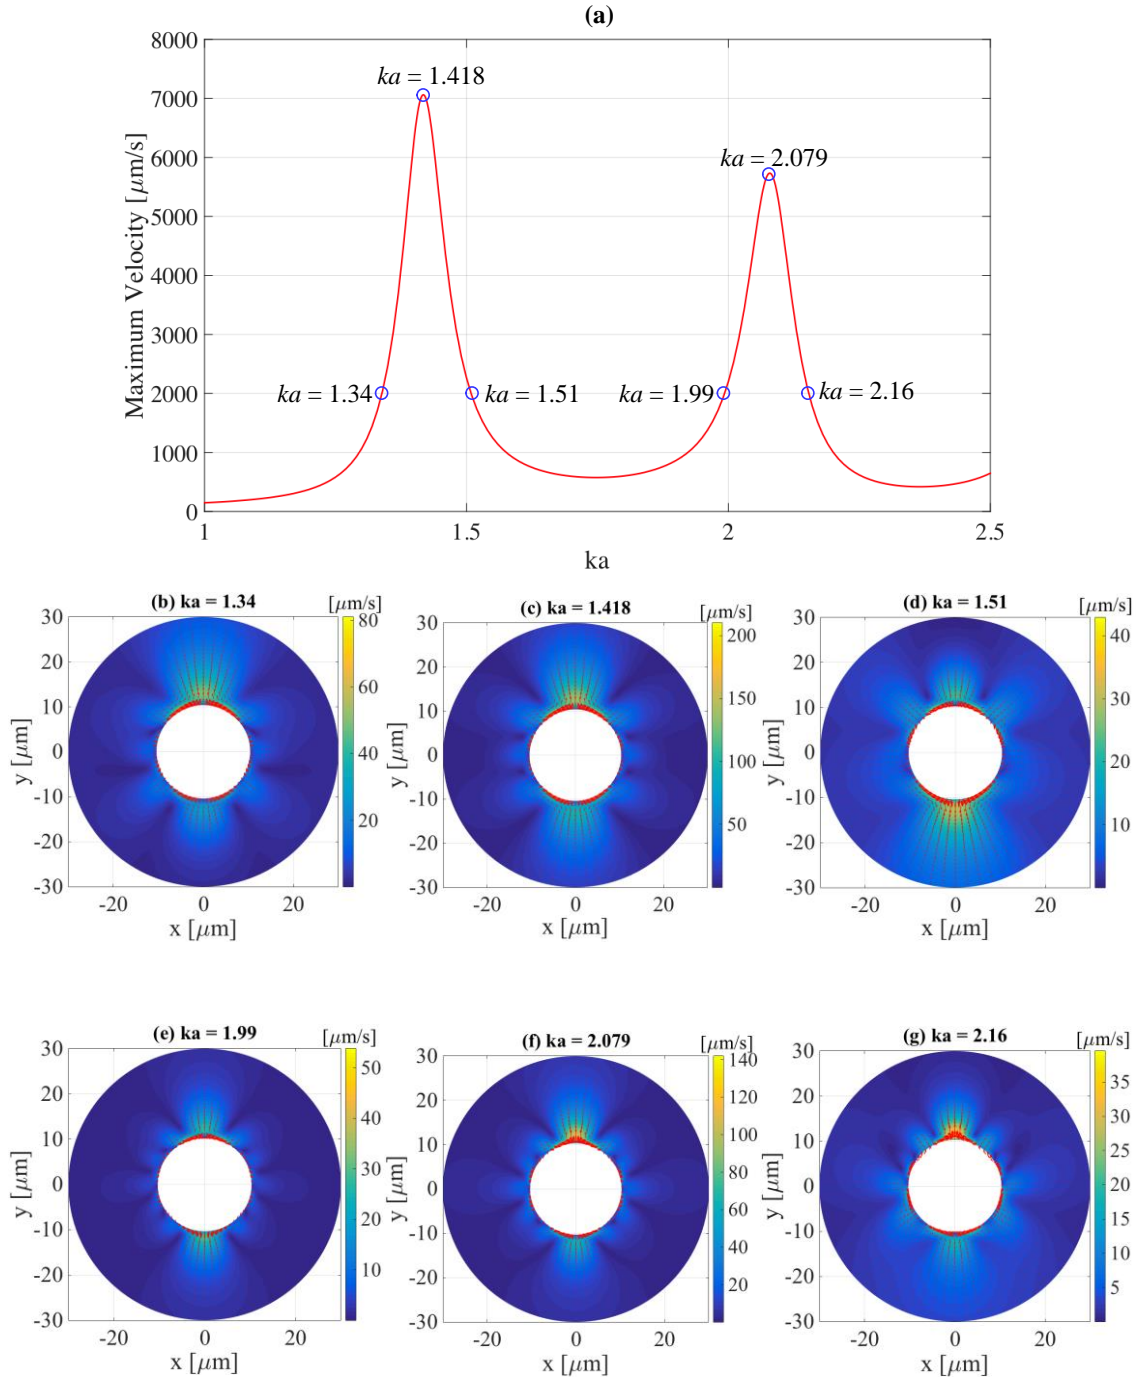 (a)
8000
7000
6000
5000
4000
3000
2000
1000
0
Maximum Velocity [μm/s]
ka = 1.418
ka = 2.079
ka = 1.34
ka = 1.51
ka = 1.99
ka = 2.16
1 1.5 2 2.5
ka
(b) ka = 1.34
[μm/s]
30
20
10
0
-10
-20
-30
y [μm]
-20 0 20
x [μm]
80
60
40
20
(c) ka = 1.418
[μm/s]
30
20
10
0
-10
-20
-30
y [μm]
-20 0 20
x [μm]
200
150
100
50
(d) ka = 1.51
[μm/s]
30
20
10
0
-10
-20
-30
y [μm]
-20 0 20
x [μm]
40
30
20
10
(e) ka = 1.99
[μm/s]
30
20
10
0
-10
-20
-30
y [μm]
-20 0 20
x [μm]
50
40
30
20
10
(f) ka = 2.079
[μm/s]
30
20
10
0
-10
-20
-30
y [μm]
-20 0 20
x [μm]
140
120
100
80
60
40
20
(g) ka = 2.16
[μm/s]
30
20
10
0
-10
-20
-30
y [μm]
-20 0 20
x [μm]
35
30
25
20
15
10
5